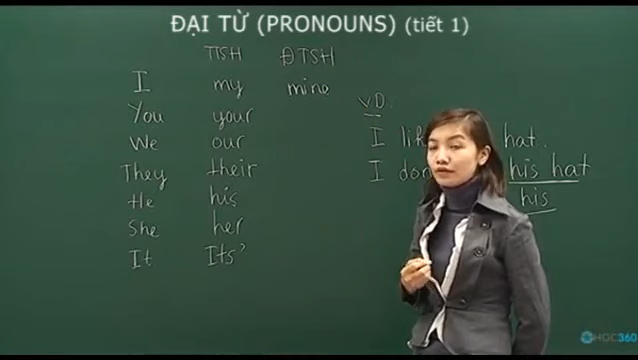 ĐẠI TỪ (PRONOUNS) (tiết 1)
TTSH ĐTSH
I my mine
You your
We our
They their
He his
She her
It Its'
VD.
I hat.
I his hat
his
HOC360